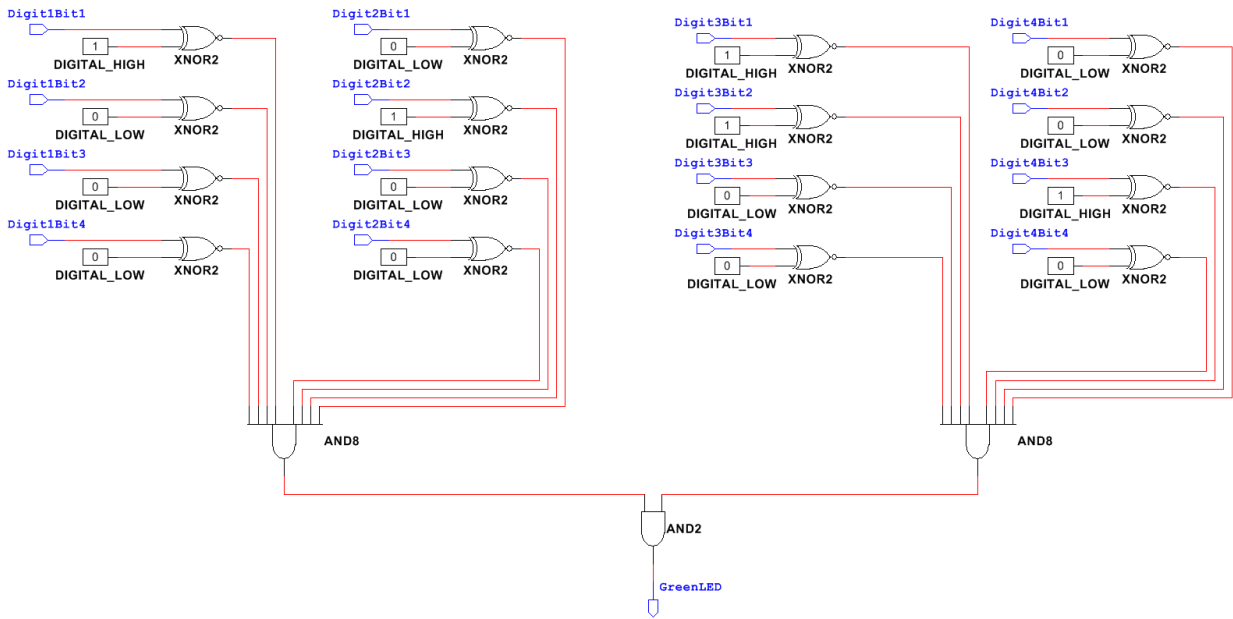 Digit1Bit1
1
DIGITAL_HIGH
XNOR2
Digit1Bit2
0
DIGITAL_LOW
XNOR2
Digit1Bit3
0
DIGITAL_LOW
XNOR2
Digit1Bit4
0
DIGITAL_LOW
XNOR2
Digit2Bit1
0
DIGITAL_LOW
XNOR2
Digit2Bit2
1
DIGITAL_HIGH
XNOR2
Digit2Bit3
0
DIGITAL_LOW
XNOR2
Digit2Bit4
0
DIGITAL_LOW
XNOR2
Digit3Bit1
1
DIGITAL_HIGH
XNOR2
Digit3Bit2
1
DIGITAL_HIGH
XNOR2
Digit3Bit3
0
DIGITAL_LOW
XNOR2
Digit3Bit4
0
DIGITAL_LOW
XNOR2
Digit4Bit1
0
DIGITAL_LOW
XNOR2
Digit4Bit2
0
DIGITAL_LOW
XNOR2
Digit4Bit3
1
DIGITAL_HIGH
XNOR2
Digit4Bit4
0
DIGITAL_LOW
XNOR2
AND8
AND8
AND2
GreenLED